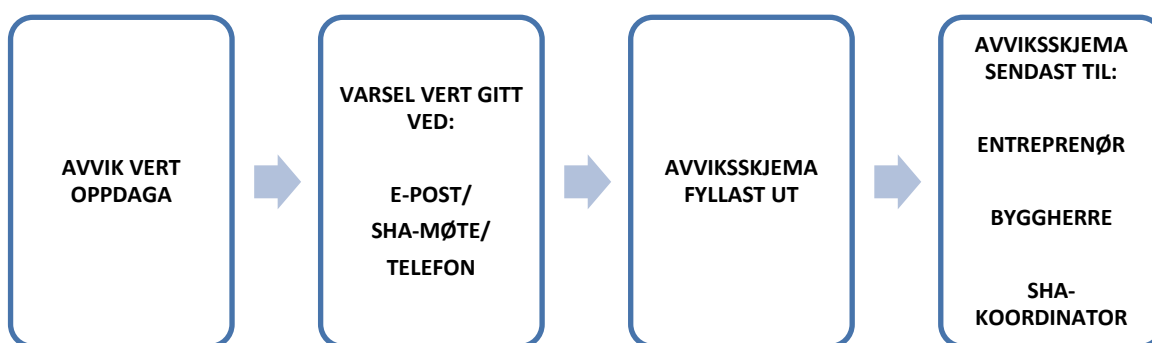 AVVIK VERT
OPPDAGA
VARSEL VERT GITT
VED:
E-POST/
SHA-MØTE/
TELEFON
AVVIKSSKJEMA
FYLLAST UT
AVVIKSSKJEMA
SENDAST TIL:
ENTREPRENØR
BYGGHERRE
SHA-
KOORDINATOR